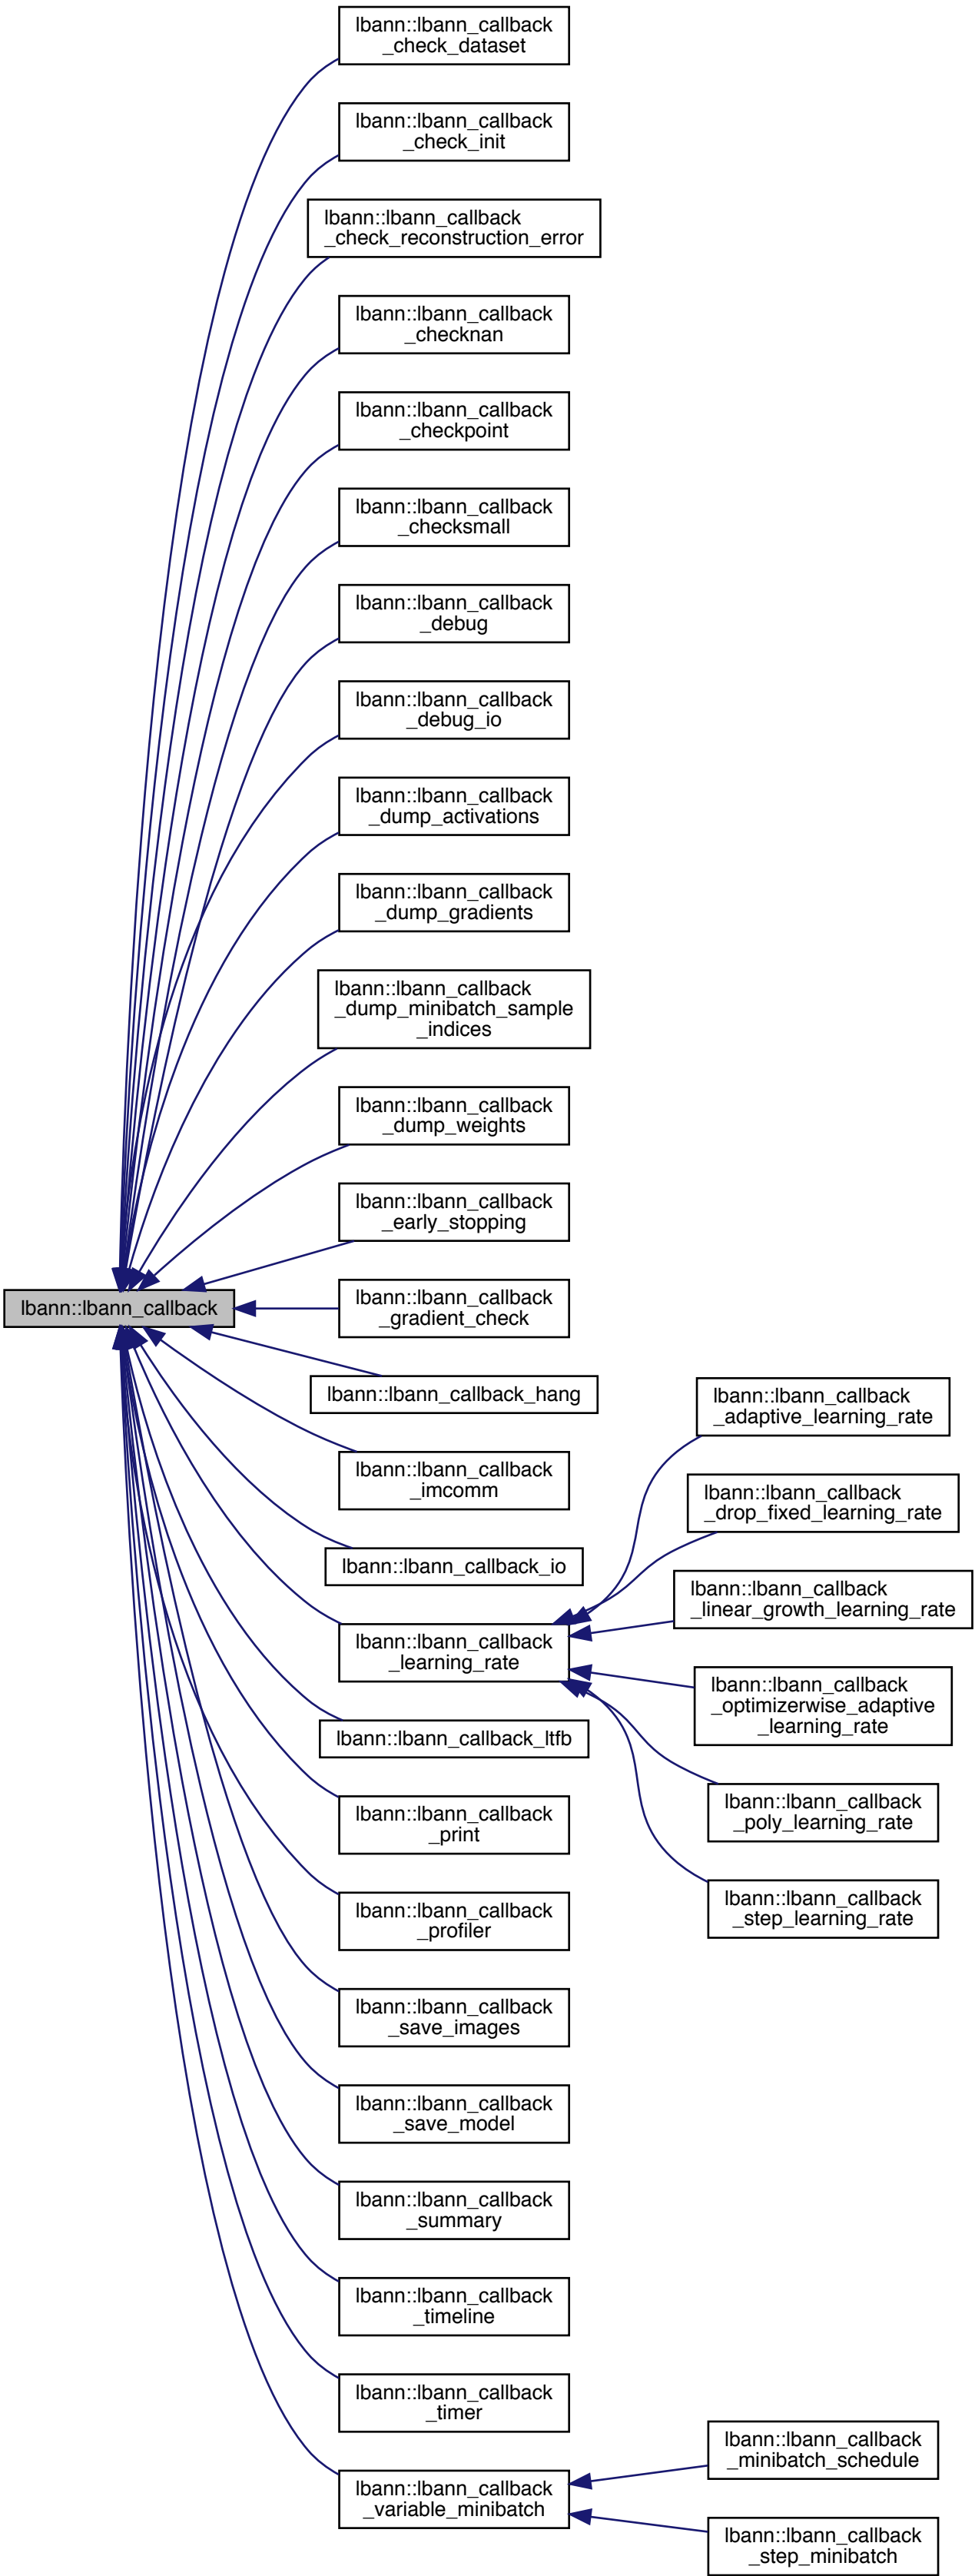 lbann::lbann_callback
_check_dataset
lbann::lbann_callback
_check_init
lbann::lbann_callback
_check_reconstruction_error
lbann::lbann_callback
_checknan
lbann::lbann_callback
_checkpoint
lbann::lbann_callback
_checksmall
lbann::lbann_callback
_debug
lbann::lbann_callback
_debug_io
lbann::lbann_callback
_dump_activations
lbann::lbann_callback
_dump_gradients
lbann::lbann_callback
_dump_minibatch_sample
_indices
lbann::lbann_callback
_dump_weights
lbann::lbann_callback
_early_stopping
lbann::lbann_callback
lbann::lbann_callback
_gradient_check
lbann::lbann_callback_hang
lbann::lbann_callback
_imcomm
lbann::lbann_callback_io
lbann::lbann_callback
_learning_rate
lbann::lbann_callback_ltfb
lbann::lbann_callback
_print
lbann::lbann_callback
_profiler
lbann::lbann_callback
_save_images
lbann::lbann_callback
_save_model
lbann::lbann_callback
_summary
lbann::lbann_callback
_timeline
lbann::lbann_callback
_timer
lbann::lbann_callback
_variable_minibatch
lbann::lbann_callback
_adaptive_learning_rate
lbann::lbann_callback
_drop_fixed_learning_rate
lbann::lbann_callback
_linear_growth_learning_rate
lbann::lbann_callback
_optimizerwise_adaptive
_learning_rate
lbann::lbann_callback
_poly_learning_rate
lbann::lbann_callback
_step_learning_rate
lbann::lbann_callback
_minibatch_schedule
lbann::lbann_callback
_step_minibatch